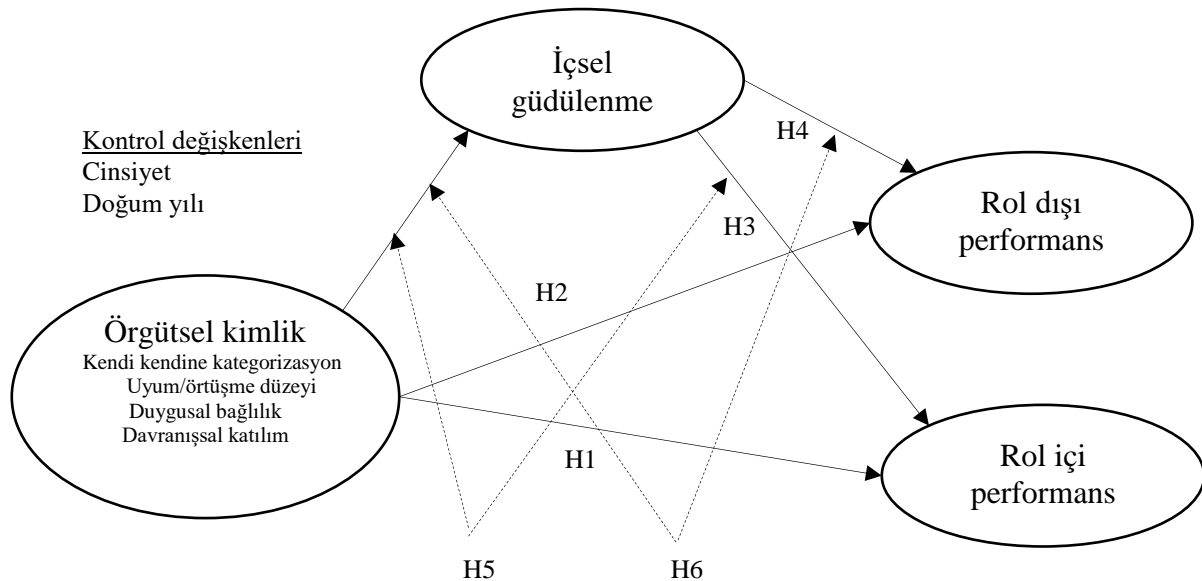 İçsel
güdülenme
H4
Kontrol değişkenleri
Cinsiyet
Doğum yılı
Rol dışı
performans
H3
H2
Örgütsel kimlik
Kendi kendine kategorizasyon
Uyum/örtüşme düzeyi
Duygusal bağlılık
Davranışsal katılım
H1
Rol içi
performans
H5
H6